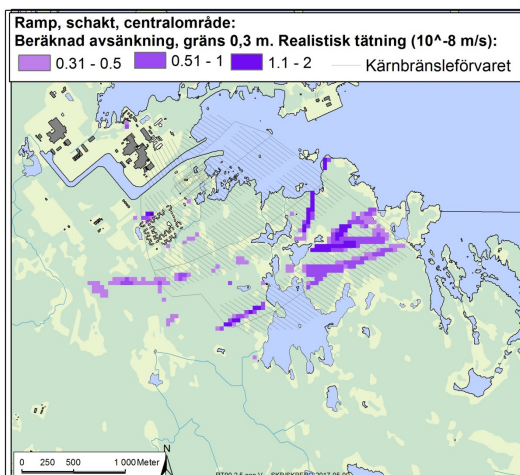 Ramp, schakt, centralområde:
Beräknad avsänkning, gräns 0,3 m. Realistisk tätning (10^-8 m/s):
0.31 - 0.5 0.51 - 1 1.1 - 2 Kärnbränsleförvaret
0 250 500 1 000 Meter
N